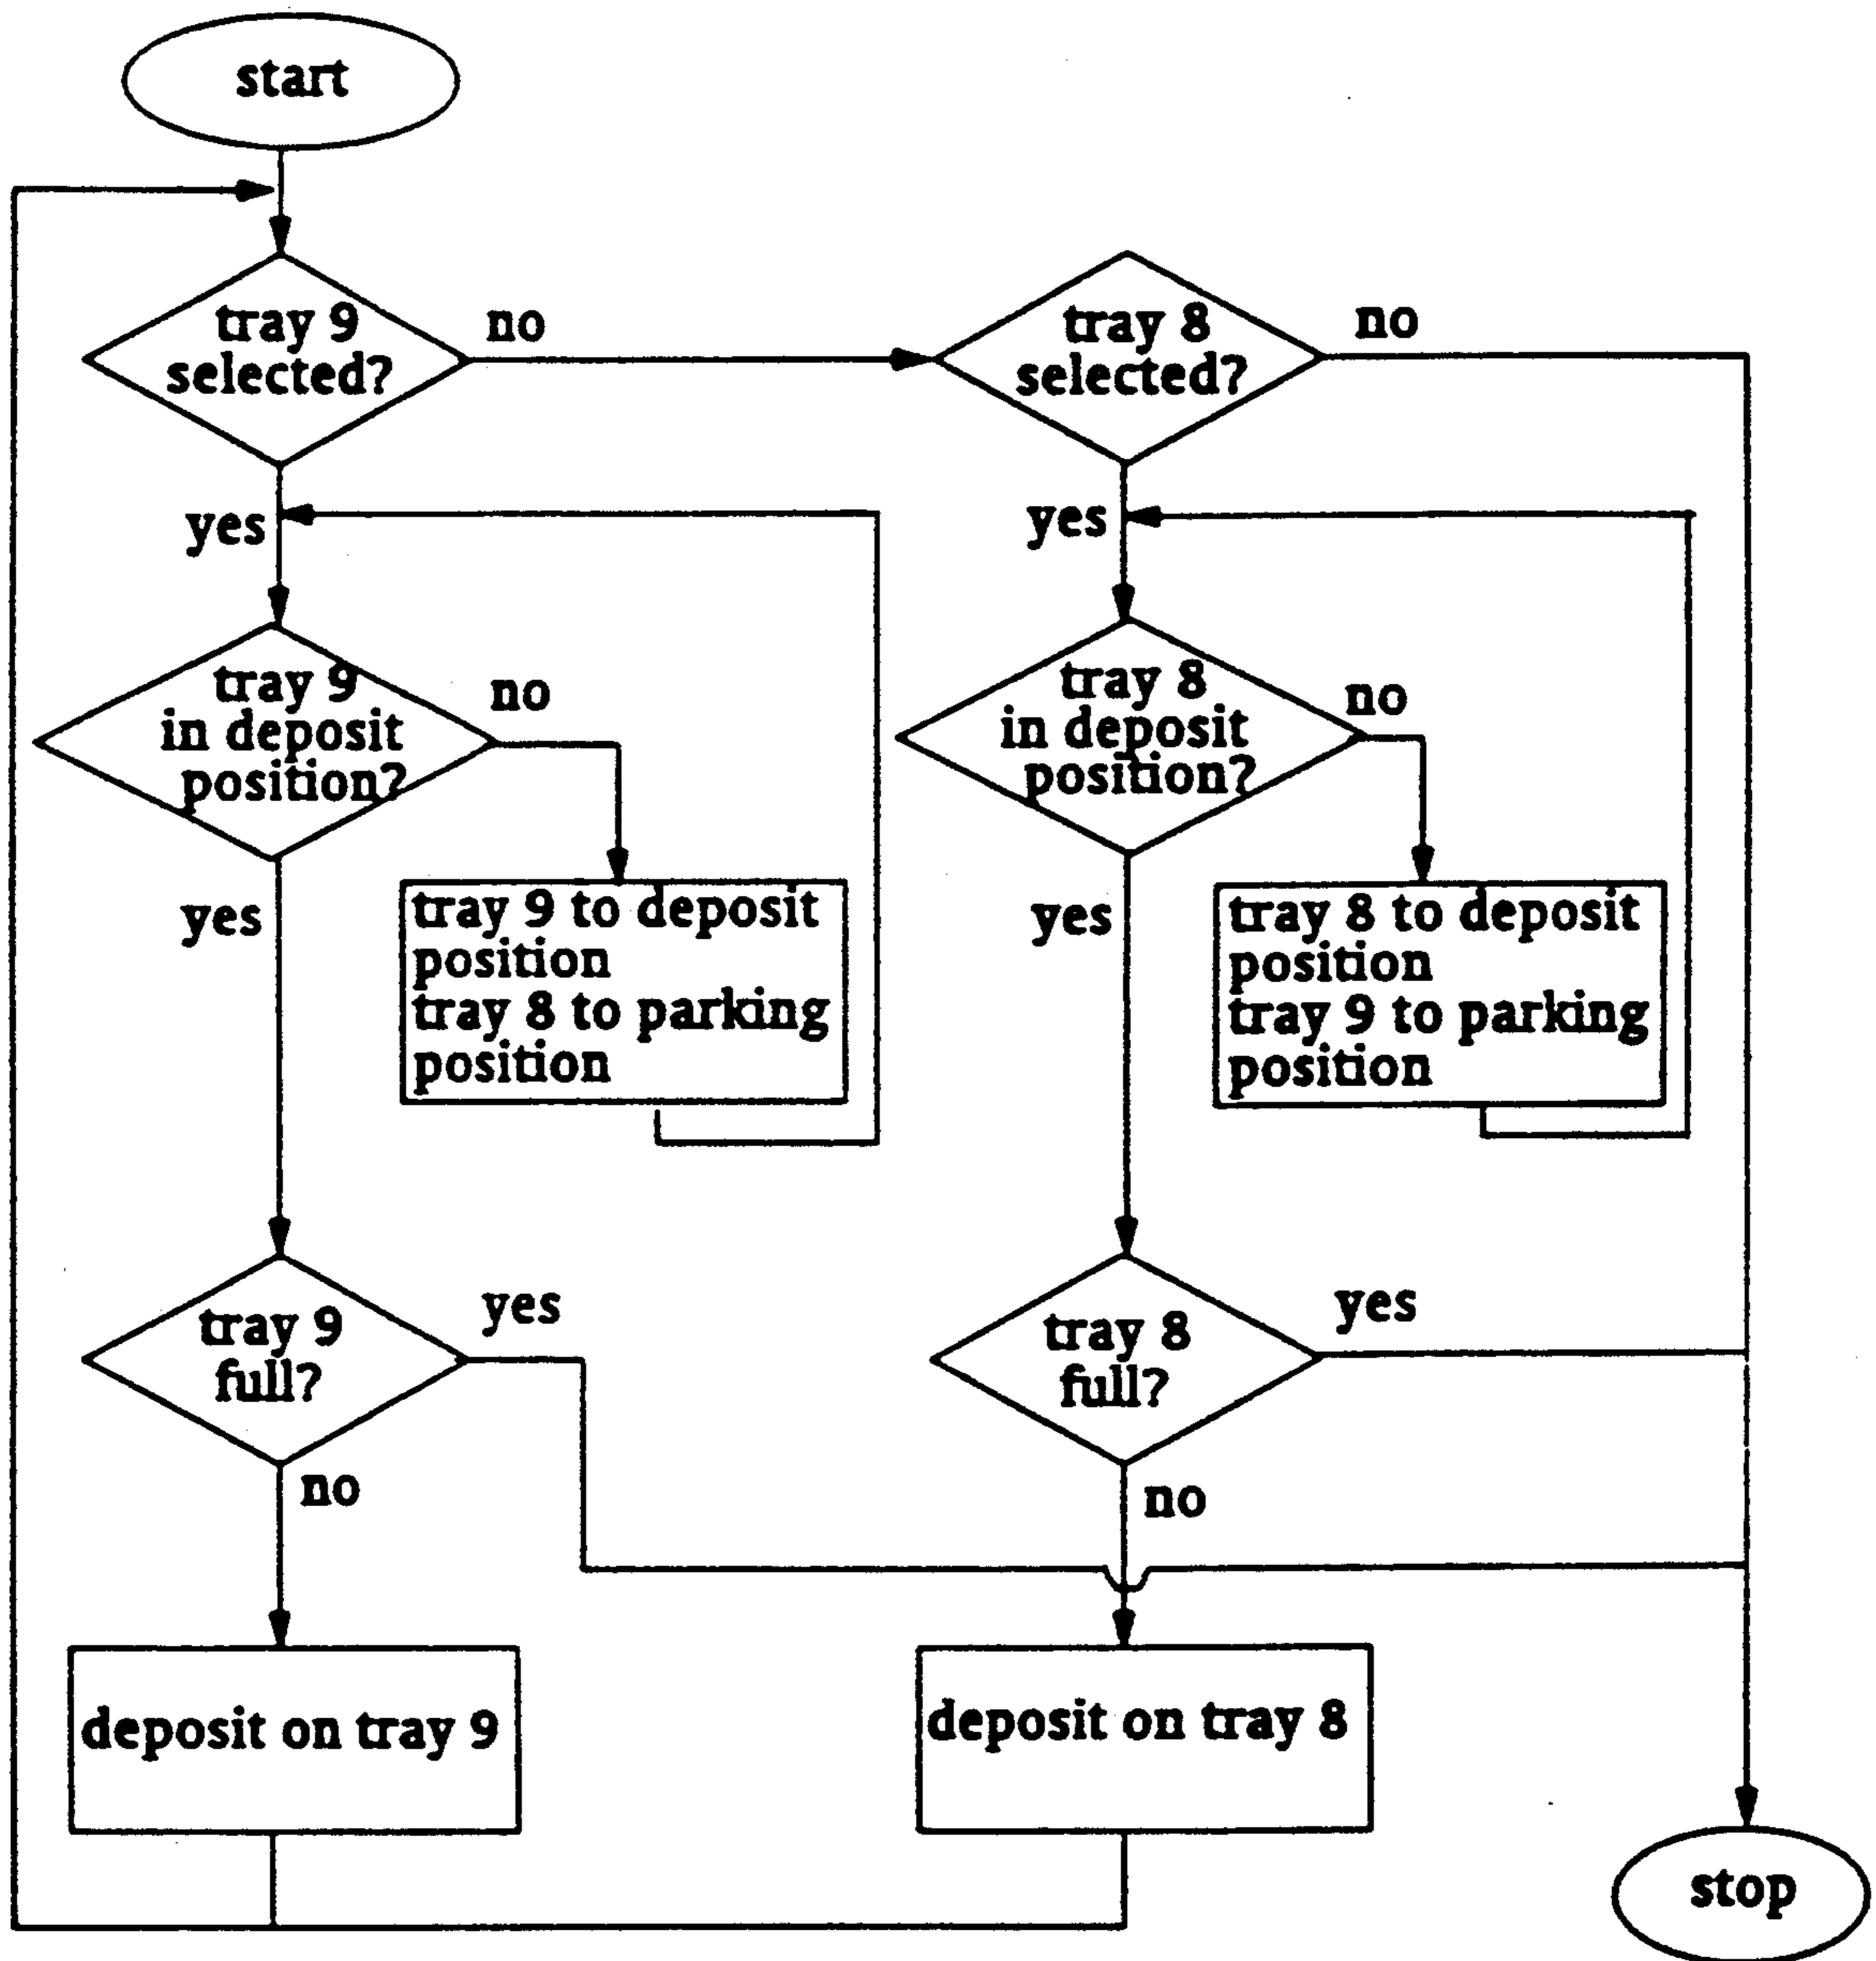 start
tray 9
selected?
no
tray 8
selected?
no
yes
yes
tray 9
in deposit
position?
no
tray 8
in deposit
position?
no
yes
tray 9 to deposit
position
tray 8 to parking
position
yes
tray 8 to deposit
position
tray 9 to parking
position
tray 9
full?
yes
tray 8
full?
yes
no
no
deposit on tray 9
deposit on tray 8
stop